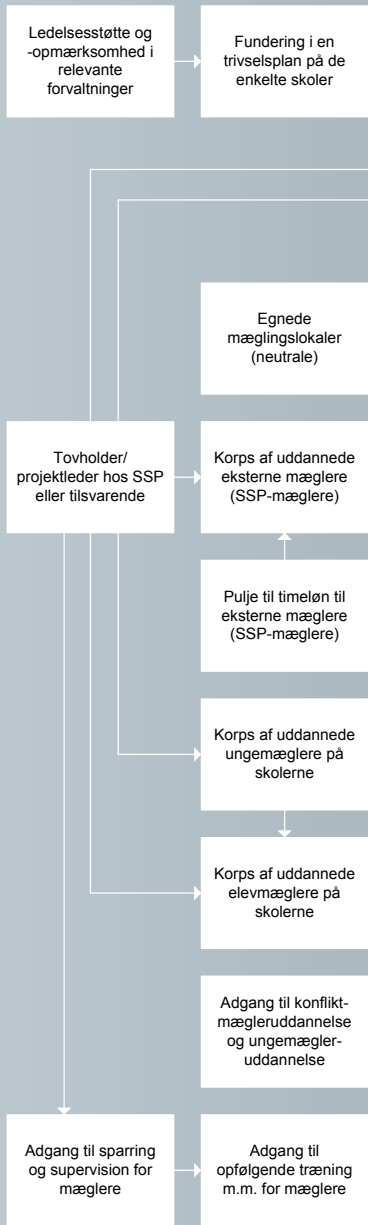 Ledelsesstøtte og
-opmærksomhed i
relevante
forvaltninger
Fundering i en
trivselsplan på de
enkelte skoler
Egnede
mæglingslokaler
(neutrale)
Tovholder/
projektleder hos SSP
eller tilsvarende
Korps af uddannede
eksterne mæglere
(SSP-mæglere)
Pulje til timeløn til
eksterne mæglere
(SSP-mæglere)
Korps af uddannede
ungemæglere på
skolerne
Korps af uddannede
elevmæglere på
skolerne
Adgang til konflikt-
mægleruddannelse
og ungemægler-
uddannelse
Adgang til sparring
og supervision for
mæglere
Adgang til
opfølgende træning
m.m. for mæglere